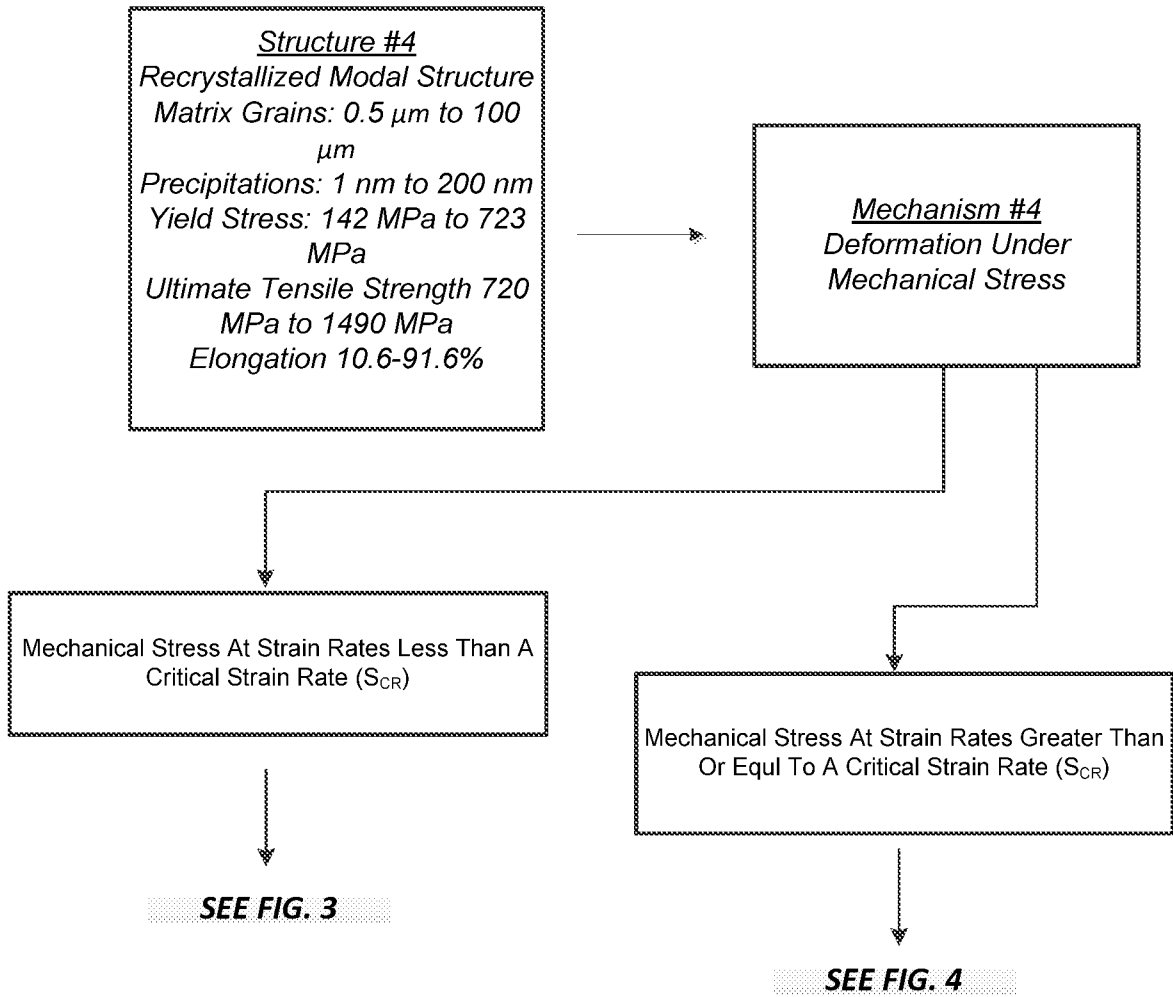 Structure #4
Recrystallized Modal Structure
Matrix Grains: 0.5 μm to 100
μm
Precipitations: 1 nm to 200 nm
Yield Stress: 142 MPa to 723
MPa
Ultimate Tensile Strength 720
MPa to 1490 MPa
Elongation 10.6-91.6%
Mechanism #4
Deformation Under
Mechanical Stress
Mechanical Stress At Strain Rates Less Than A
Critical Strain Rate (SCR)
Mechanical Stress At Strain Rates Greater Than
Or Equl To A Critical Strain Rate (SCR)
SEE FIG. 3
SEE FIG. 4